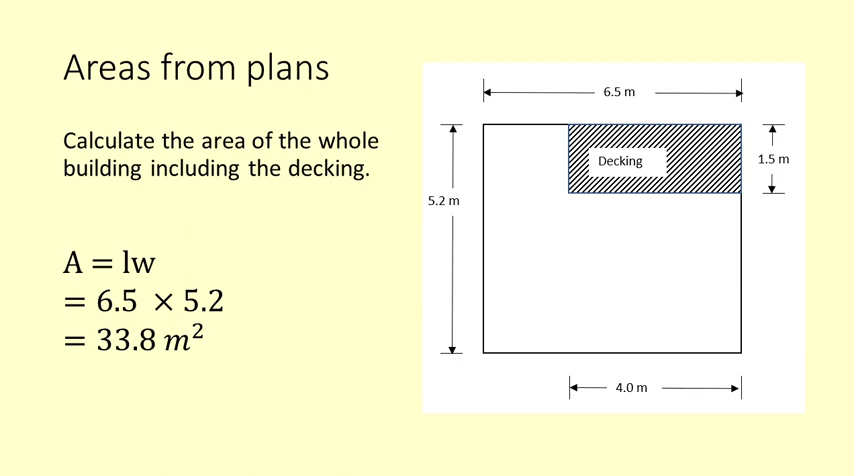 Areas from plans
Calculate the area of the whole
building including the decking.
A = lw
= 6.5 × 5.2
= 33.8 m²
6.5 m
Decking
1.5 m
5.2 m
4.0 m